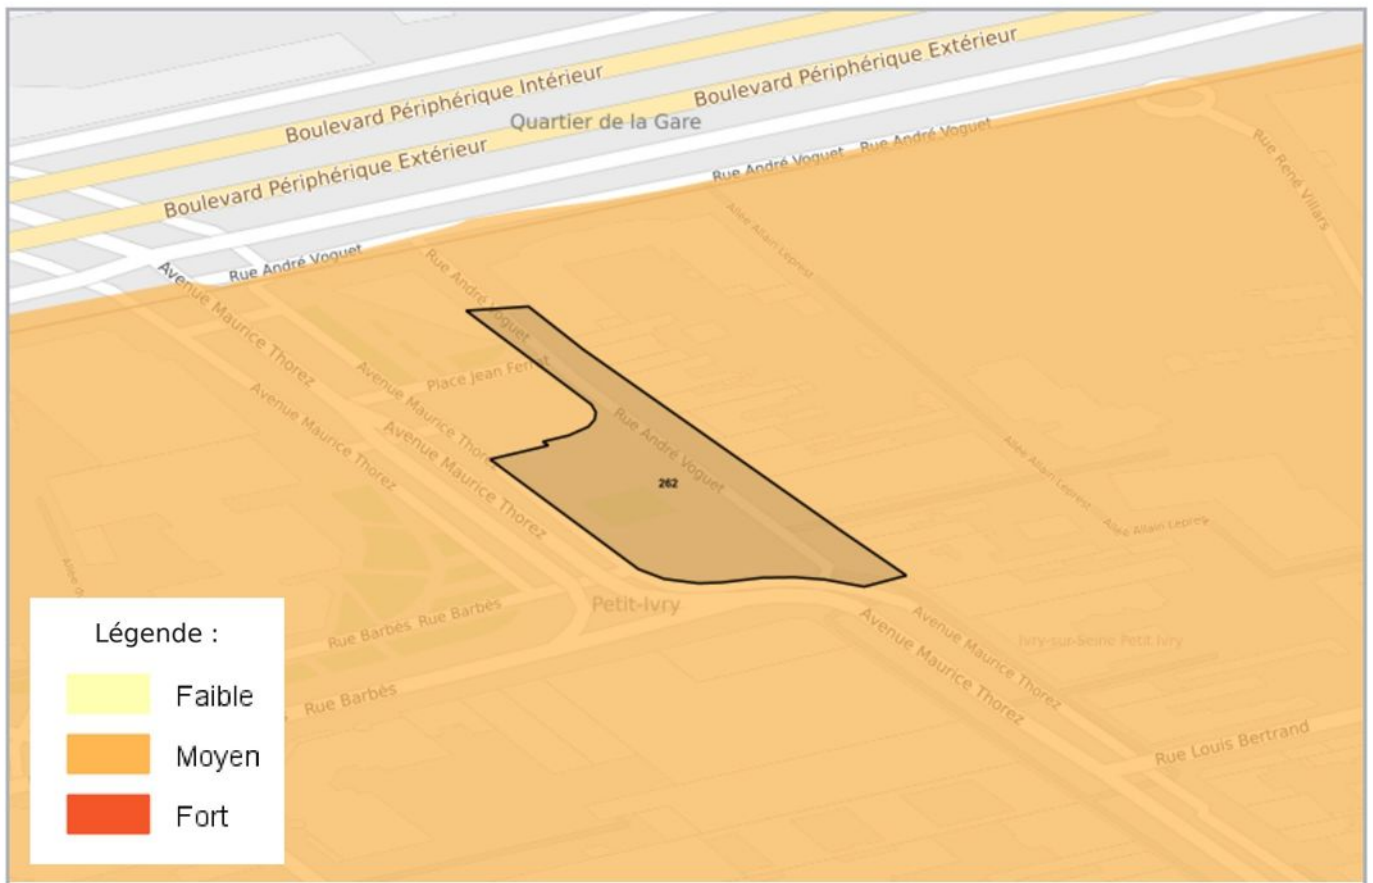 Boulevard Périphérique Intérieur
Boulevard Périphérique Extérieur
Quartier de la Gare
Boulevard Périphérique Extérieur
Rue André Voguet
Rue André Voguet
Rue René Villars
Rue André Voguet
Allée Allain Leprest
Rue André Voguet
Avenue Maurice Thorez
Place Jean Ferrat
Avenue Maurice Thorez
Avenue Maurice Thorez
Avenue Maurice Thorez
Rue André Voguet
262
Allée Allain Leprest
Allée Allain Leprest
Petit-Ivry
Rue Barbès
Rue Barbès
Avenue Maurice Thorez
Avenue Maurice Thorez
Ivry-sur-Seine Petit Ivry
Rue Barbès
Rue Louis Bertrand
Légende :
Faible
Moyen
Fort